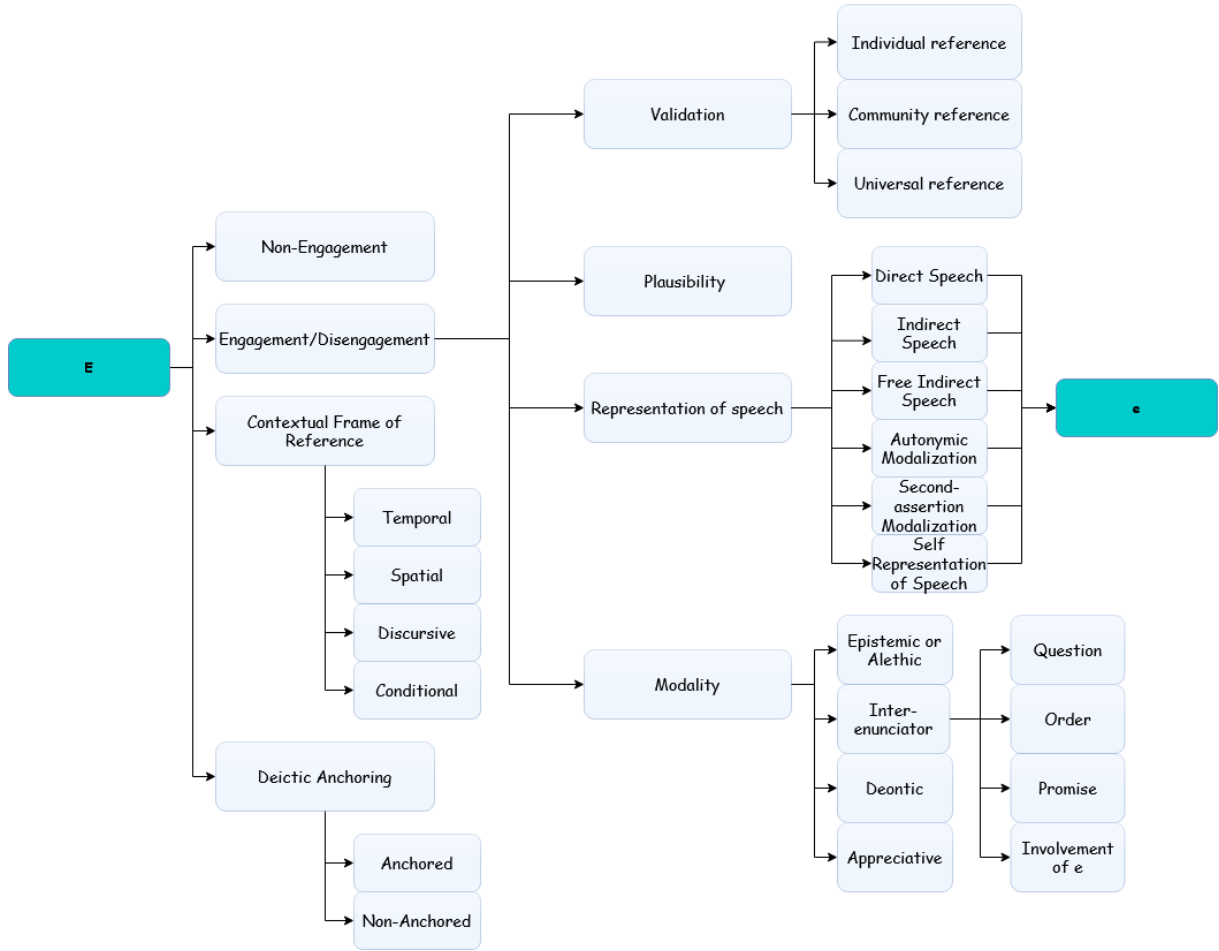 E
Non-Engagement
Engagement/Disengagement
Contextual Frame of
Reference
Temporal
Spatial
Discursive
Conditional
Deictic Anchoring
Anchored
Non-Anchored
Validation
Individual reference
Community reference
Universal reference
Plausibility
Representation of speech
Direct Speech
Indirect
Speech
Free Indirect
Speech
Autonymic
Modalization
Second-
assertion
Modalization
Self
Representation
of Speech
e
Modality
Epistemic or
Alethic
Inter-
enunciator
Deontic
Appreciative
Question
Order
Promise
Involvement
of e